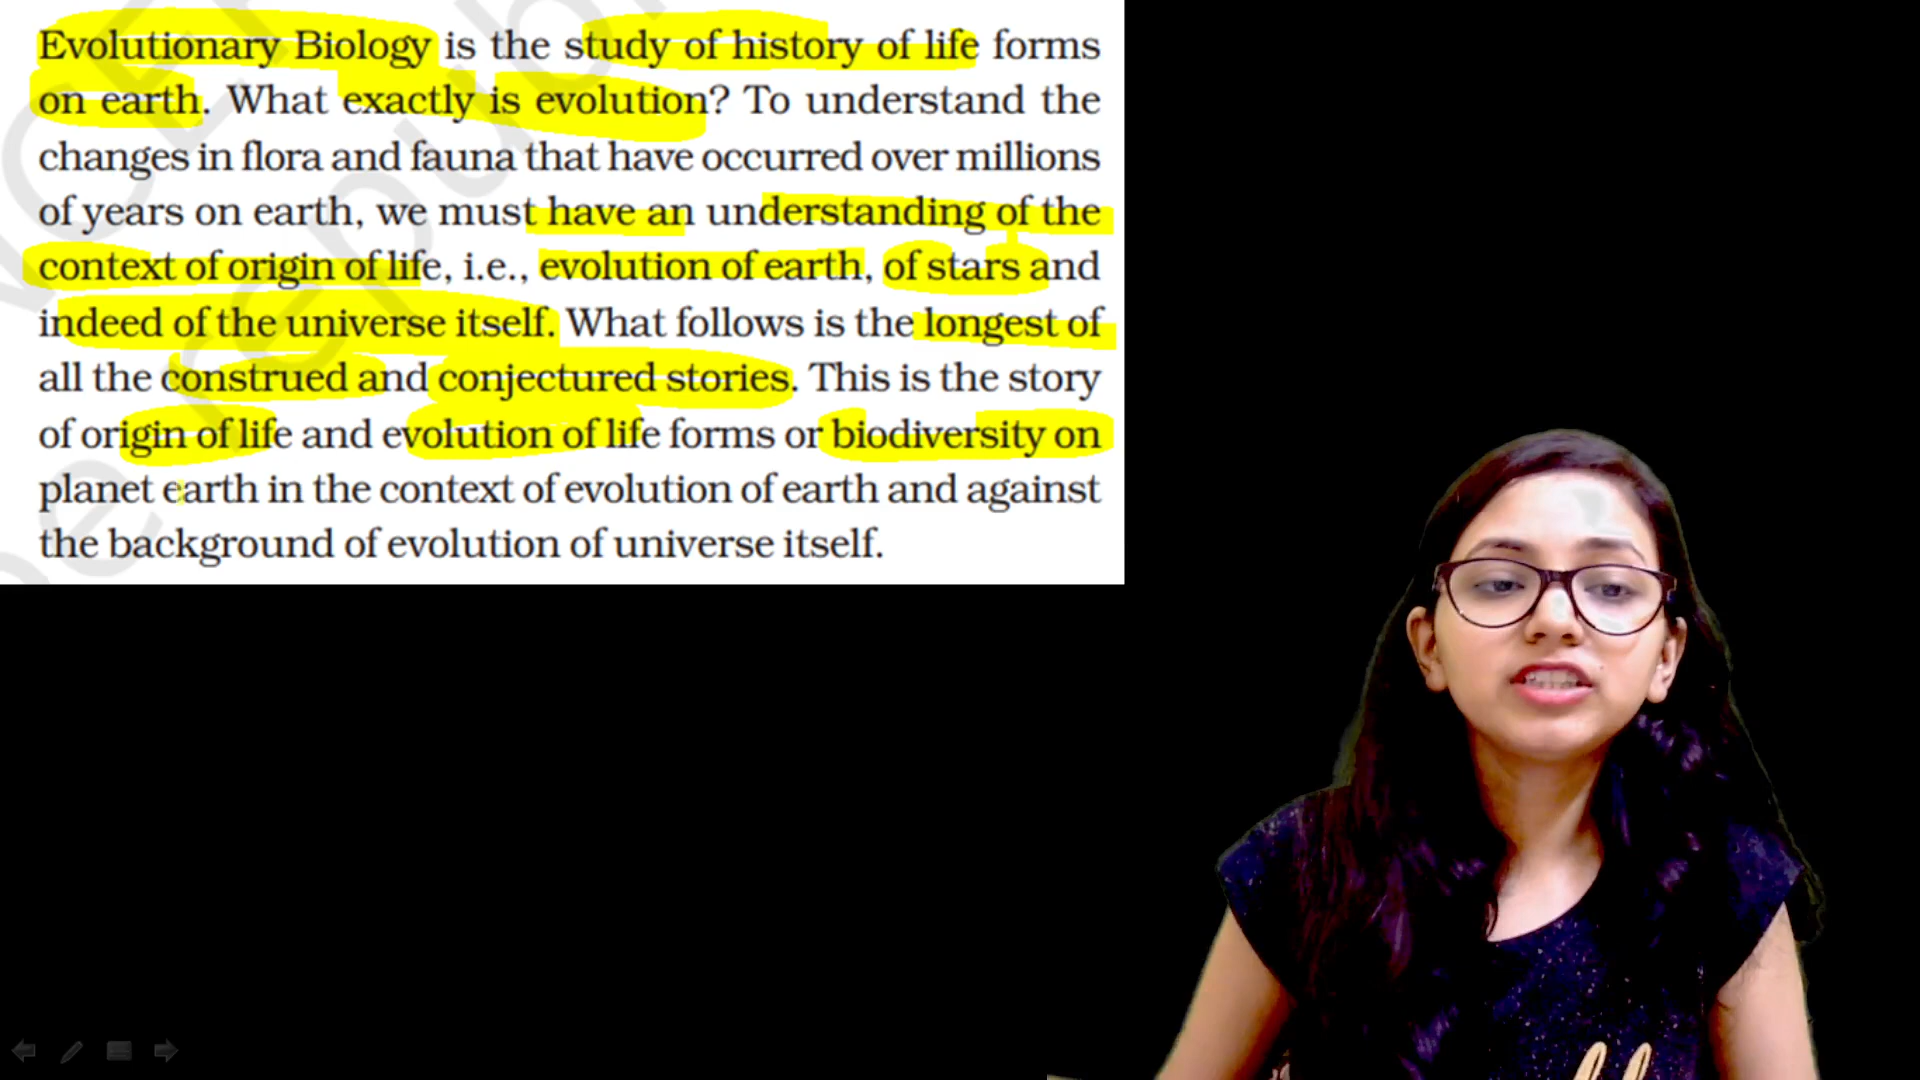 Evolutionary Biology is the study of history of life forms
on earth. What exactly is evolution? To understand the
changes in flora and fauna that have occurred over millions
of years on earth, we must have an understanding of the
context of origin of life, i.e., evolution of earth, of stars and
indeed of the universe itself. What follows is the longest of
all the construed and conjectured stories. This is the story
of origin of life and evolution of life forms or biodiversity on
planet earth in the context of evolution of earth and against
the background of evolution of universe itself.